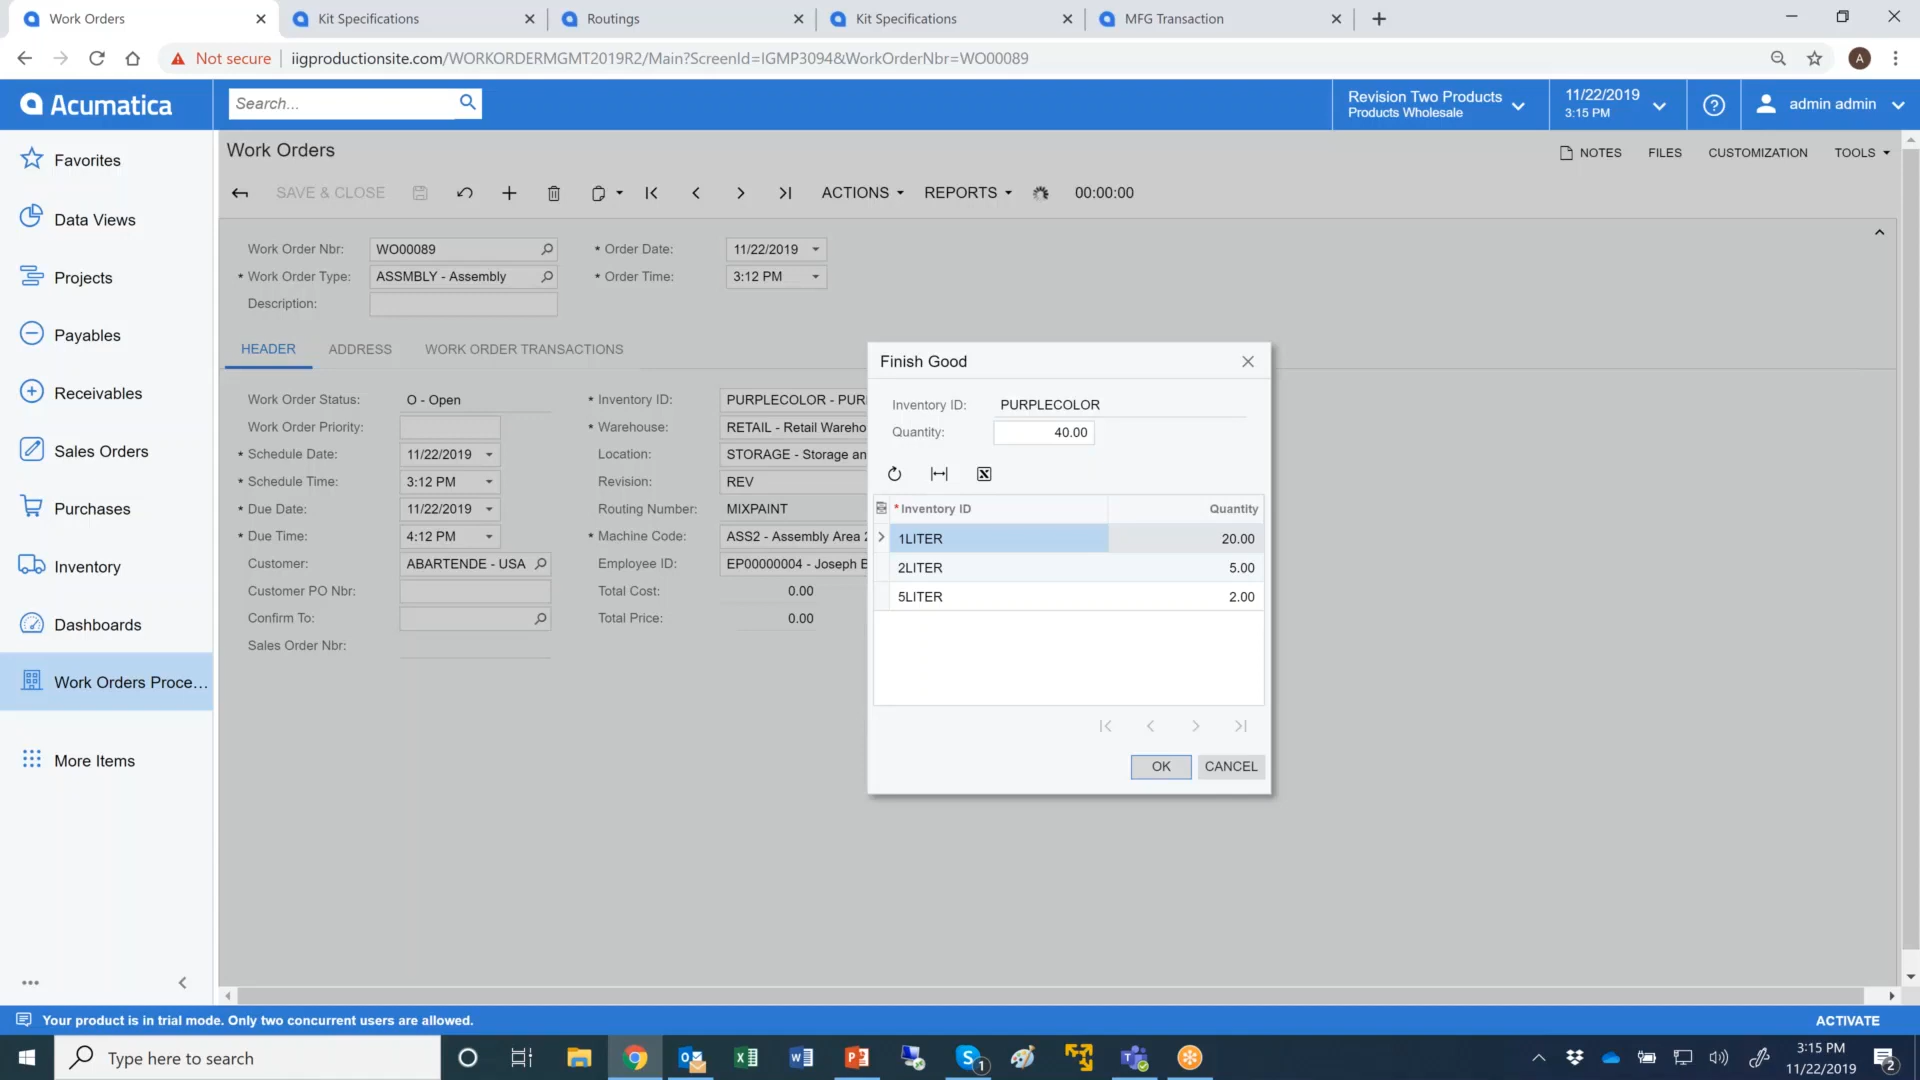 Work Orders
Kit Specifications
Routings
Kit Specifications
MFG Transaction
Not secure
iigproductionsite.com/WORKORDERMGMT2019R2/Main?ScreenId=IGMP3094&WorkOrderNbr=WO00089
A
Acumatica
Search...
Revision Two Products
Products Wholesale
11/22/2019
3:15 PM
admin admin
Favorites
Data Views
Projects
Payables
Receivables
Sales Orders
Purchases
Inventory
Dashboards
Work Orders Proce...
More Items
Work Orders
NOTES
FILES
CUSTOMIZATION
TOOLS
SAVE & CLOSE
ACTIONS
REPORTS
00:00:00
Work Order Nbr: WO00089
* Order Date: 11/22/2019
* Work Order Type: ASSMBLY - Assembly
* Order Time: 3:12 PM
Description:
HEADER
ADDRESS
WORK ORDER TRANSACTIONS
Work Order Status: O - Open
Work Order Priority:
* Schedule Date: 11/22/2019
* Schedule Time: 3:12 PM
* Due Date: 11/22/2019
* Due Time: 4:12 PM
Customer: ABARTENDE - USA
Customer PO Nbr:
Confirm To:
Sales Order Nbr:
* Inventory ID: PURPLECOLOR - PUR
* Warehouse: RETAIL - Retail Wareho
Location: STORAGE - Storage an
Revision: REV
Routing Number: MIXPAINT
* Machine Code: ASS2 - Assembly Area
Employee ID: EP00000004 - Joseph
Total Cost: 0.00
Total Price: 0.00
Finish Good
Inventory ID: PURPLECOLOR
Quantity: 40.00
* Inventory ID Quantity
1LITER 20.00
2LITER 5.00
5LITER 2.00
OK
CANCEL
Your product is in trial mode. Only two concurrent users are allowed.
ACTIVATE
Type here to search
1
3:15 PM
11/22/2019
2